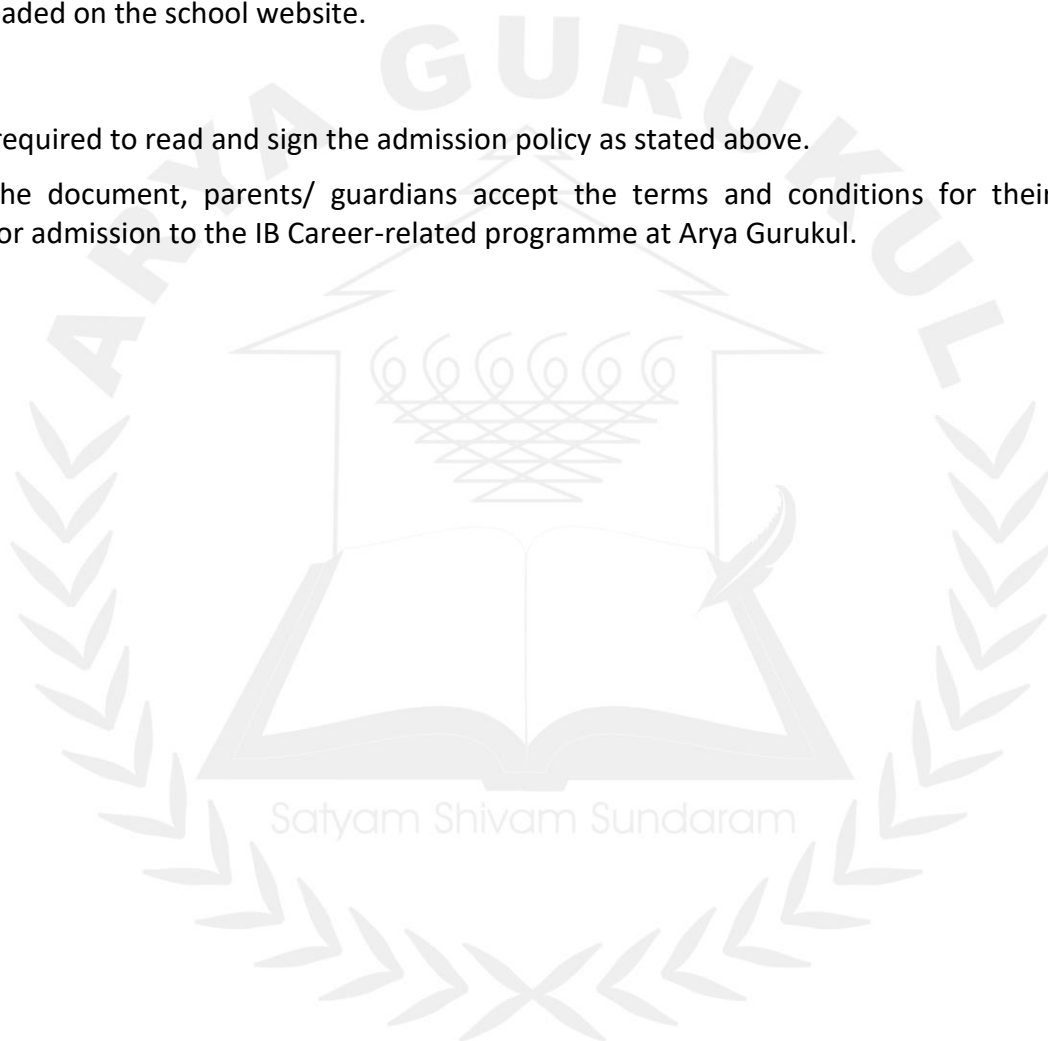 aded on the school website.
required to read and sign the admission policy as stated above.
he document, parents/ guardians accept the terms and conditions for their
or admission to the IB Career-related programme at Arya Gurukul.
ARYA GURUKUL
Satyam Shivam Sundaram